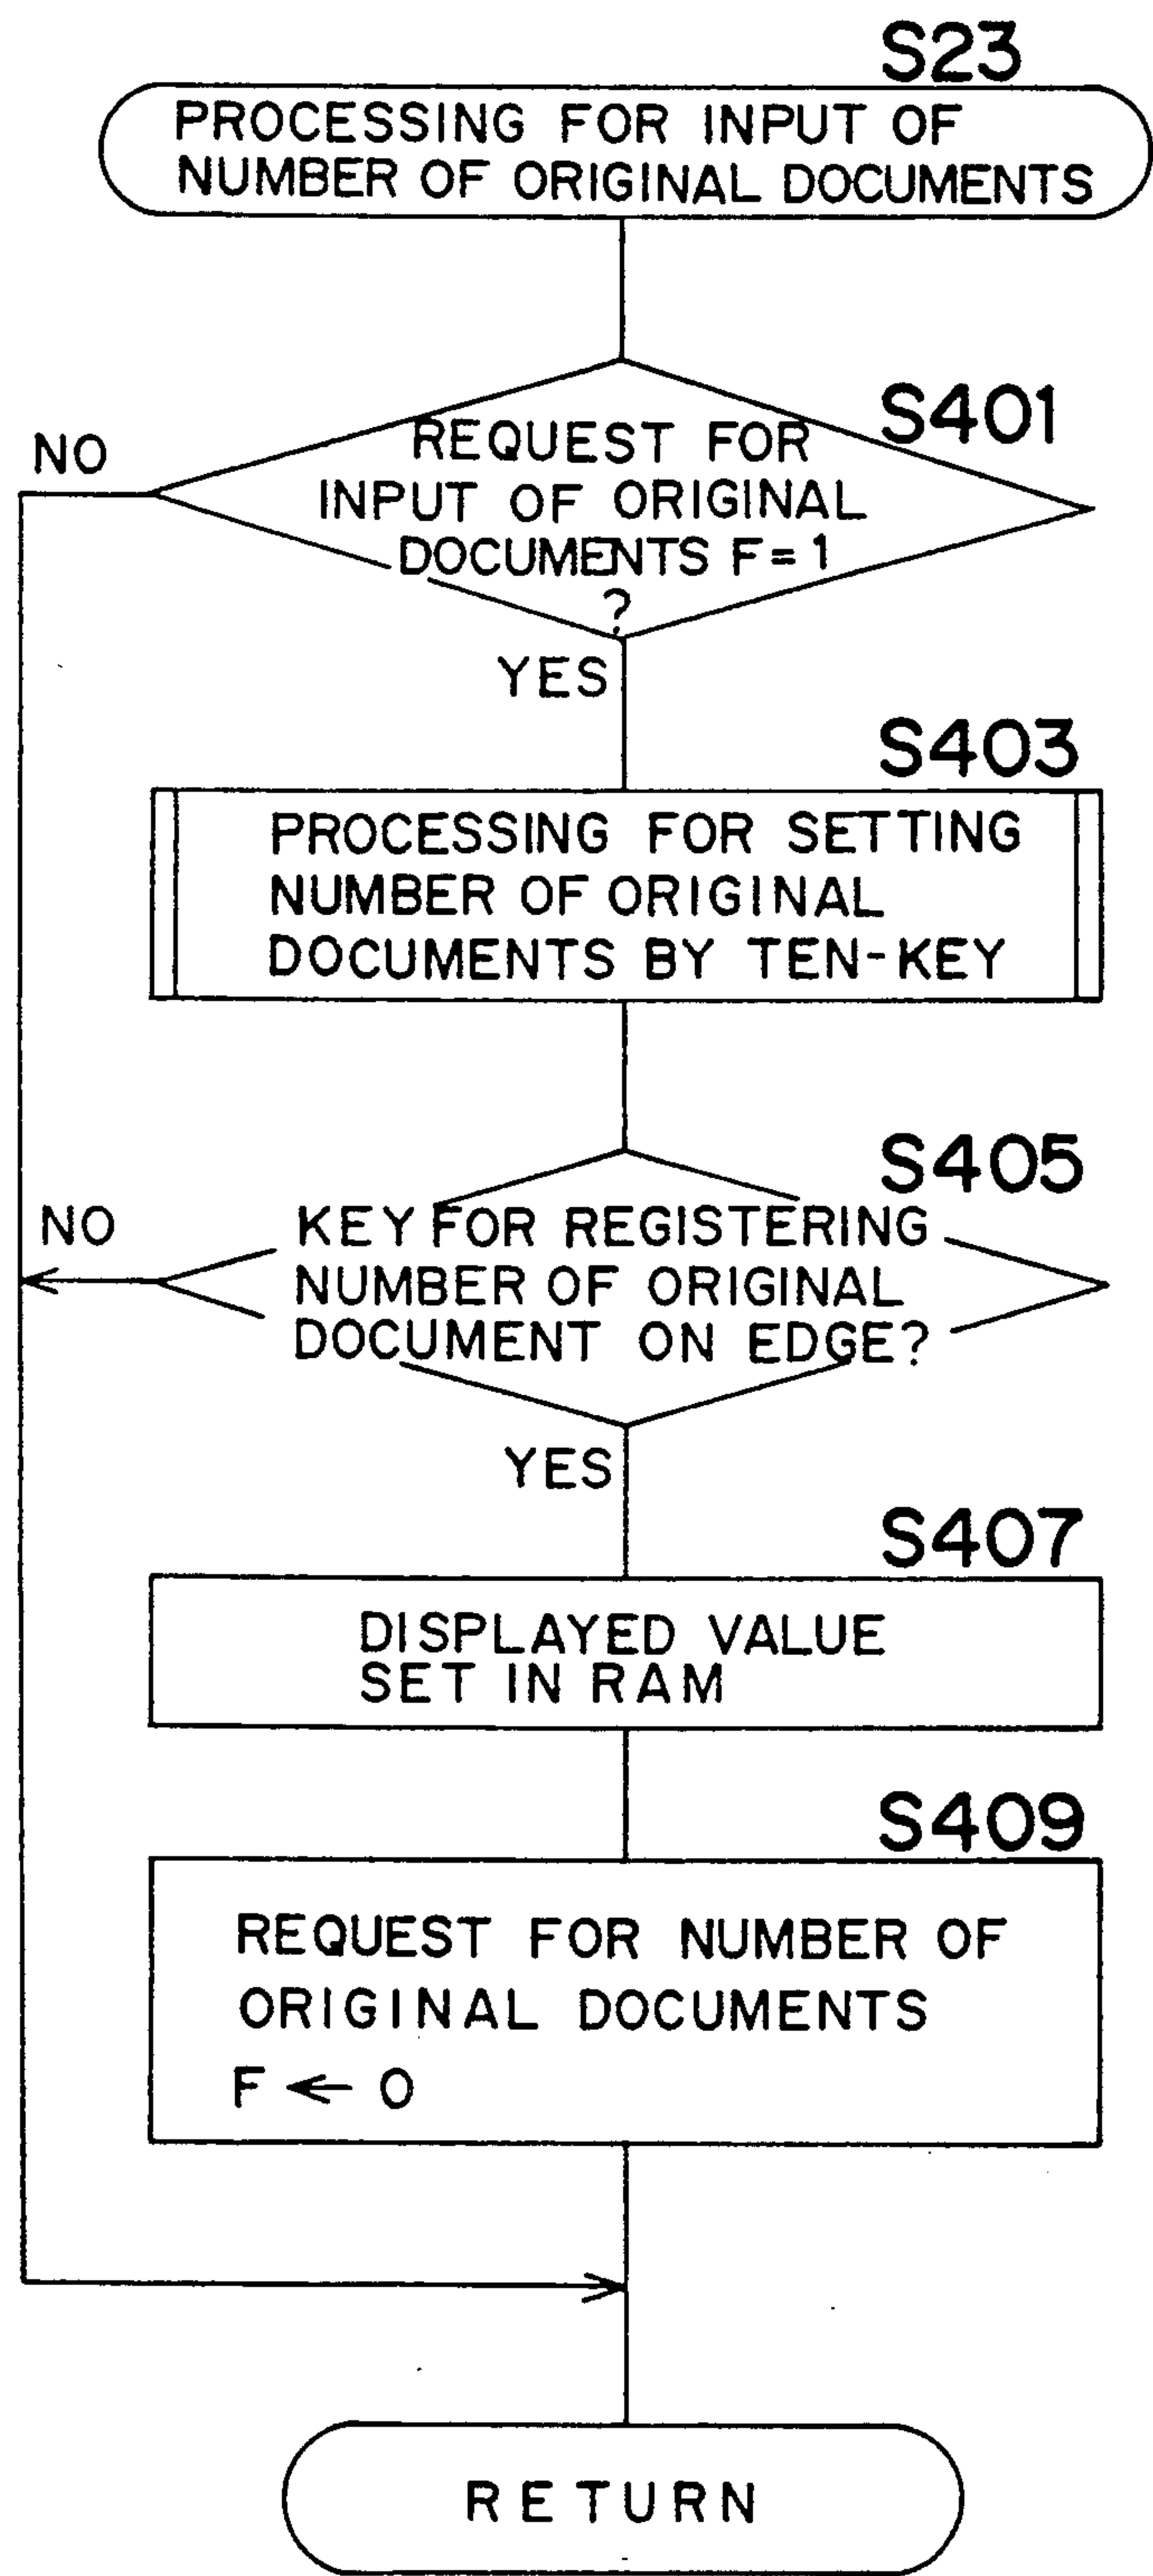 S23
PROCESSING FOR INPUT OF
NUMBER OF ORIGINAL DOCUMENTS
S401
NO
REQUEST FOR
INPUT OF ORIGINAL
DOCUMENTS F=1
?
YES
S403
PROCESSING FOR SETTING
NUMBER OF ORIGINAL
DOCUMENTS BY TEN-KEY
S405
NO
KEY FOR REGISTERING
NUMBER OF ORIGINAL
DOCUMENT ON EDGE?
YES
S407
DISPLAYED VALUE
SET IN RAM
S409
REQUEST FOR NUMBER OF
ORIGINAL DOCUMENTS
F ← 0
RETURN